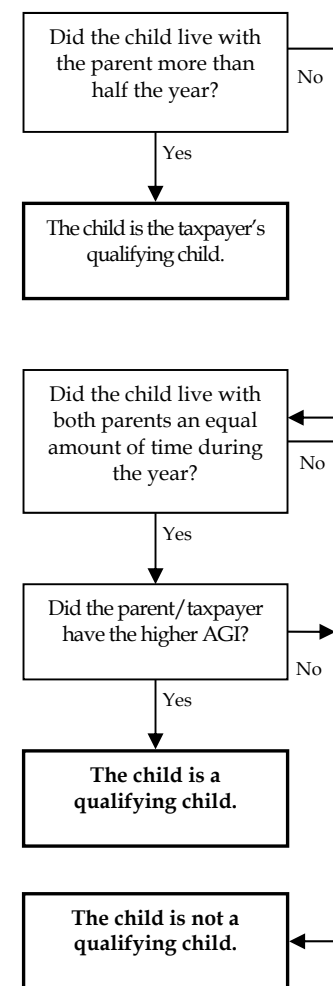 Did the child live with
the parent more than
half the year?
No
Yes
The child is the taxpayer's
qualifying child.
Did the child live with
both parents an equal
amount of time during
the year?
No
Yes
Did the parent/taxpayer
have the higher AGI?
No
Yes
The child is a
qualifying child.
The child is not a
qualifying child.